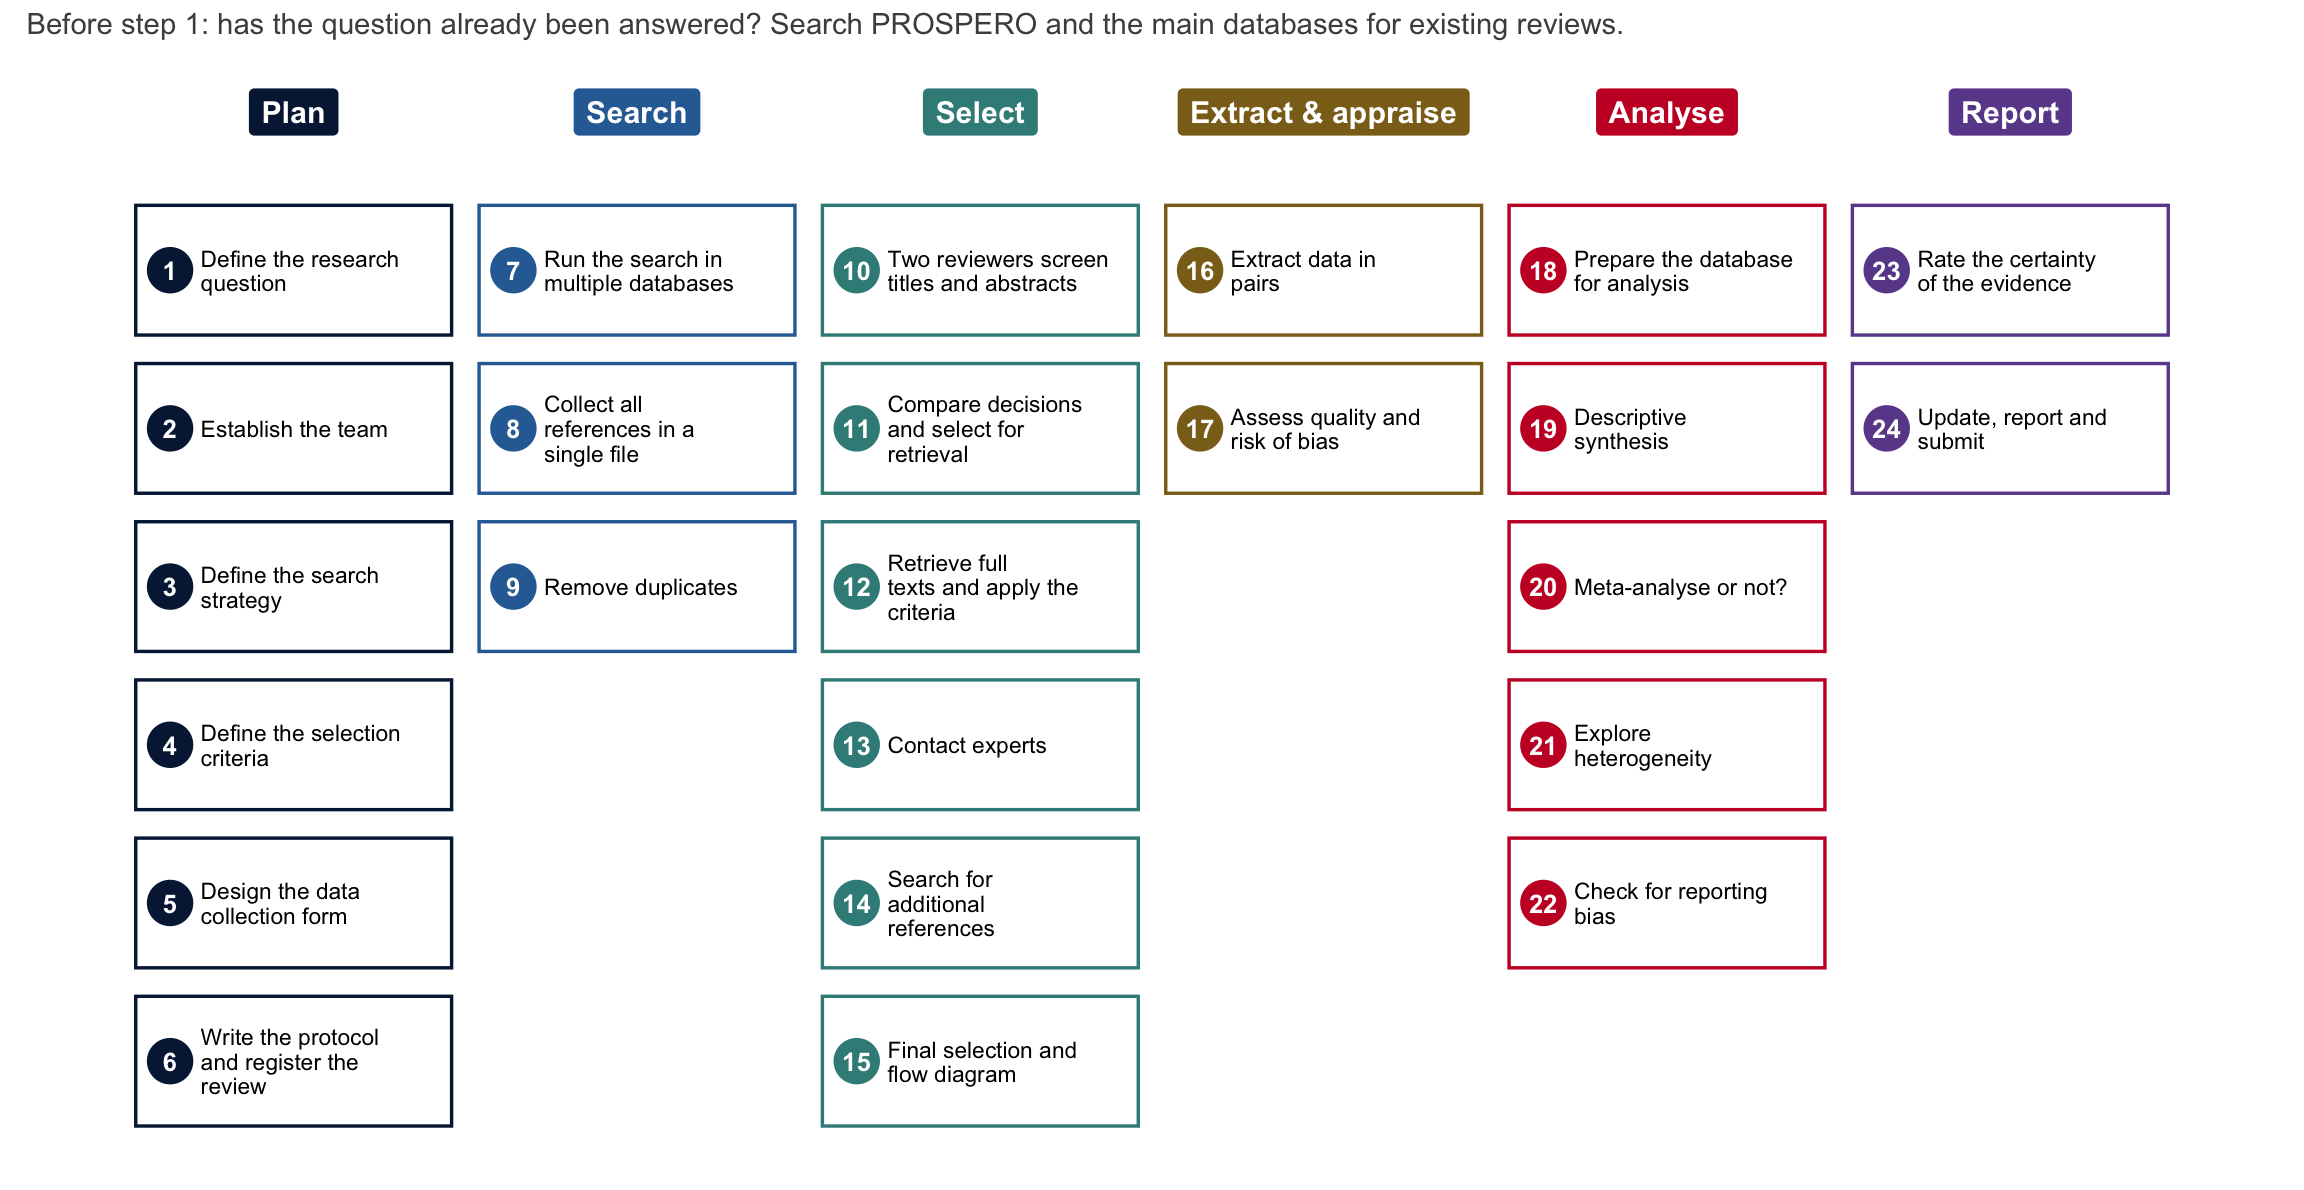 Before step 1: has the question already been answered? Search PROSPERO and the main databases for existing reviews.
Plan
1
Define the research
question
2
Establish the team
3
Define the search
strategy
4
Define the selection
criteria
5
Design the data
collection form
6
Write the protocol
and register the
review
Search
7
Run the search in
multiple databases
8
Collect all
references in a
single file
9
Remove duplicates
Select
10
Two reviewers screen
titles and abstracts
11
Compare decisions
and select for
retrieval
12
Retrieve full
texts and apply the
criteria
13
Contact experts
14
Search for
additional
references
15
Final selection and
flow diagram
Extract & appraise
16
Extract data in
pairs
17
Assess quality and
risk of bias
Analyse
18
Prepare the database
for analysis
19
Descriptive
synthesis
20
Meta-analyse or not?
21
Explore
heterogeneity
22
Check for reporting
bias
Report
23
Rate the certainty
of the evidence
24
Update, report and
submit